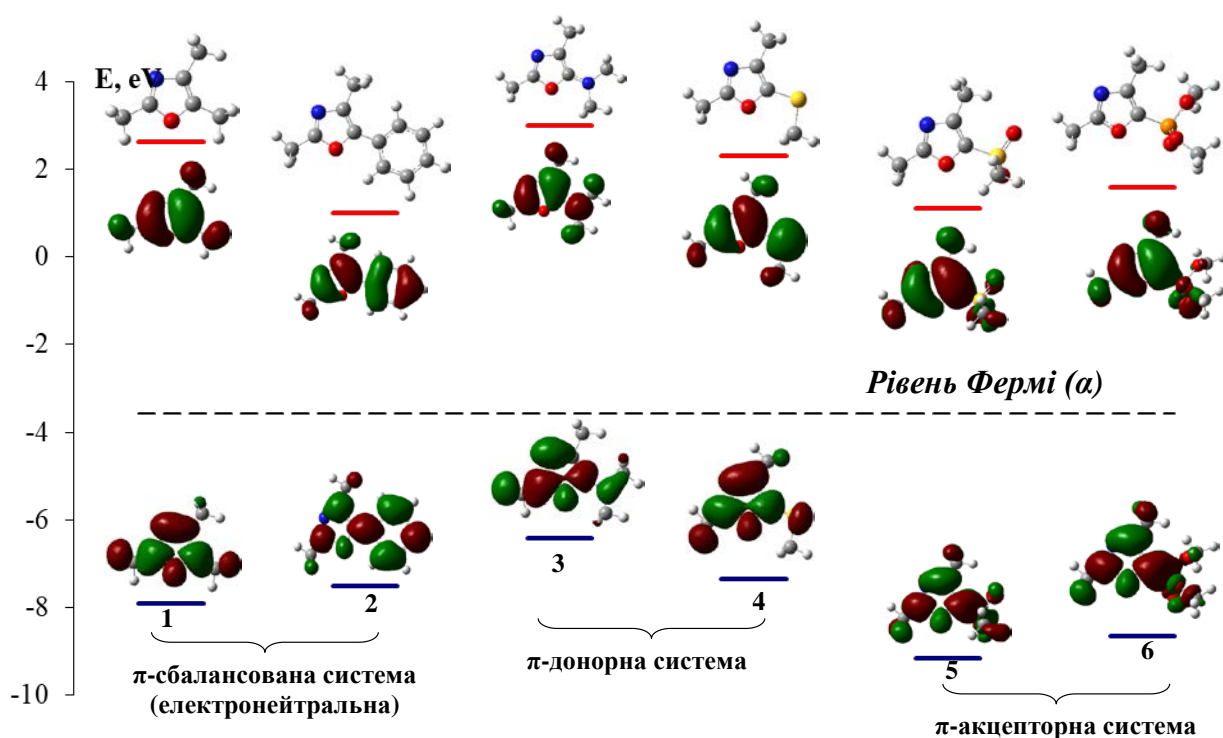 E, eV
4
2
0
-2
-4
-6
-8
-10
Рівень Фермі (α)
1
2
3
4
5
6
π-сбалансована система
(електронейтральна)
π-донорна система
π-акцепторна система